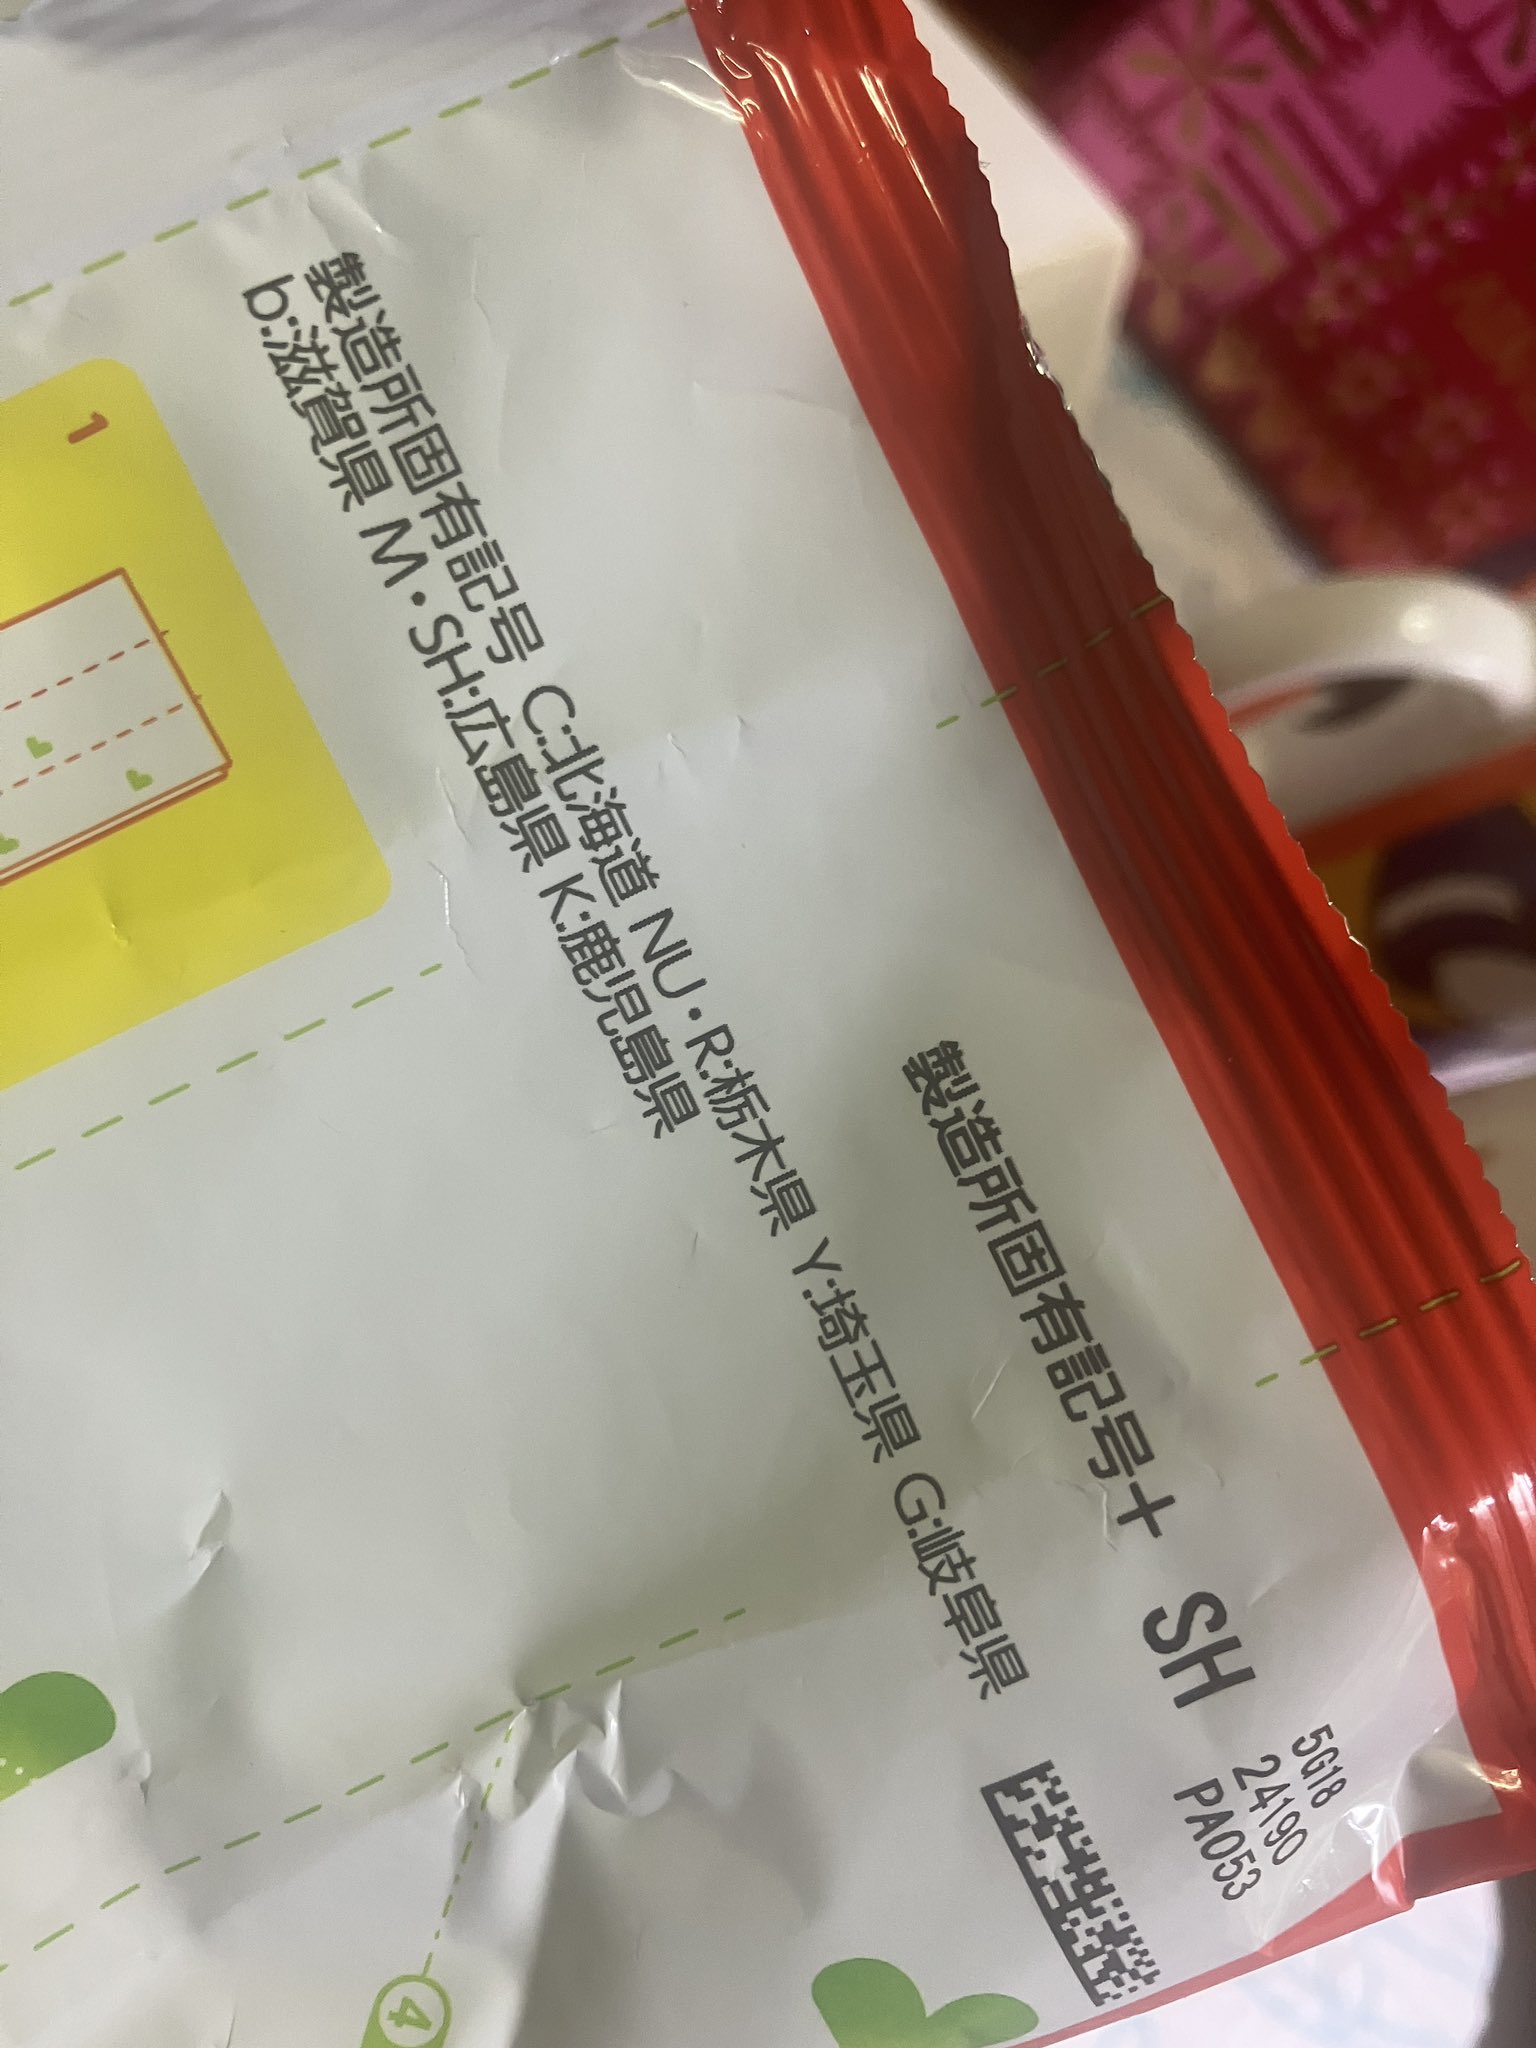 製造所固有記号+ SH
5G18
24190
PA053
製造所固有記号 C:北海道 NU・R:栃木県 Y:埼玉県 G:岐阜県
b:滋賀県 M・SH:広島県 K:鹿児島県
1
4